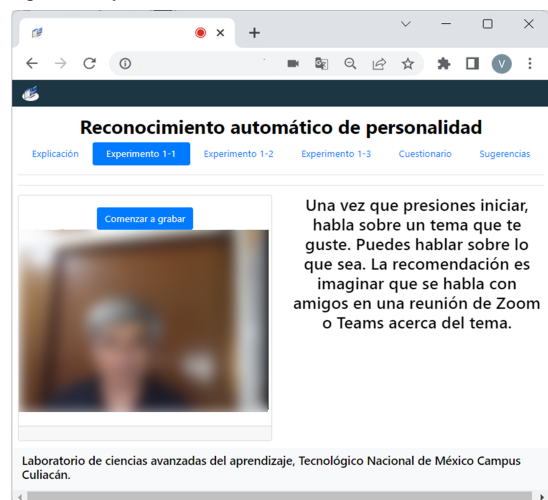 Reconocimiento automático de personalidad
Explicación
Experimento 1-1
Experimento 1-2
Experimento 1-3
Cuestionario
Sugerencias
Comenzar a grabar
Una vez que presiones iniciar,
habla sobre un tema que te
guste. Puedes hablar sobre lo
que sea. La recomendación es
imaginar que se habla con
amigos en una reunión de Zoom
o Teams acerca del tema.
Laboratorio de ciencias avanzadas del aprendizaje, Tecnológico Nacional de México Campus
Culiacán.
V